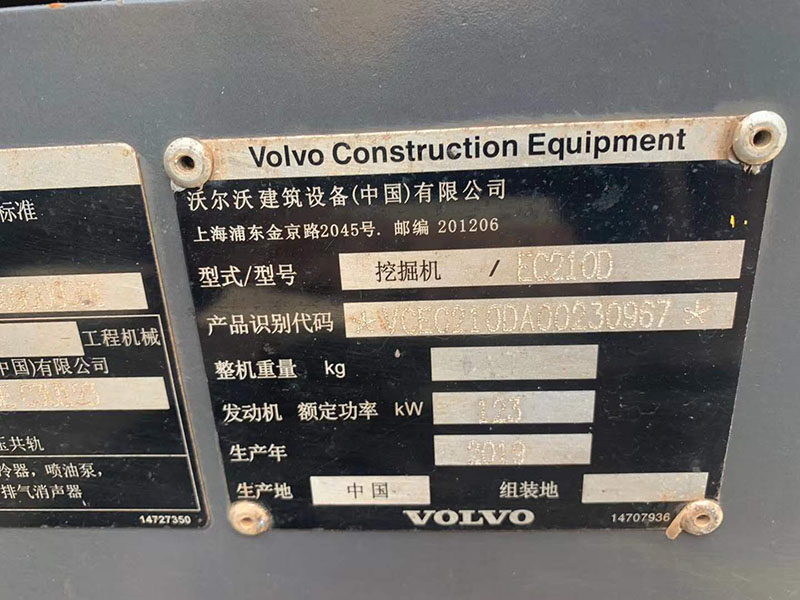 Volvo Construction Equipment
沃尔沃建筑设备(中国)有限公司
上海浦东金京路2045号. 邮编 201206
型式/型号 挖掘机 / EC210D
产品识别代码 *VCEC210DA00230967*
整机重量 kg
发动机 额定功率 kW 123
生产年 2019
生产地 中国 组装地
VOLVO 14707936
标准
工程机械
中国)有限公司
压共轨
冷器，喷油泵，
排气消声器
14727350